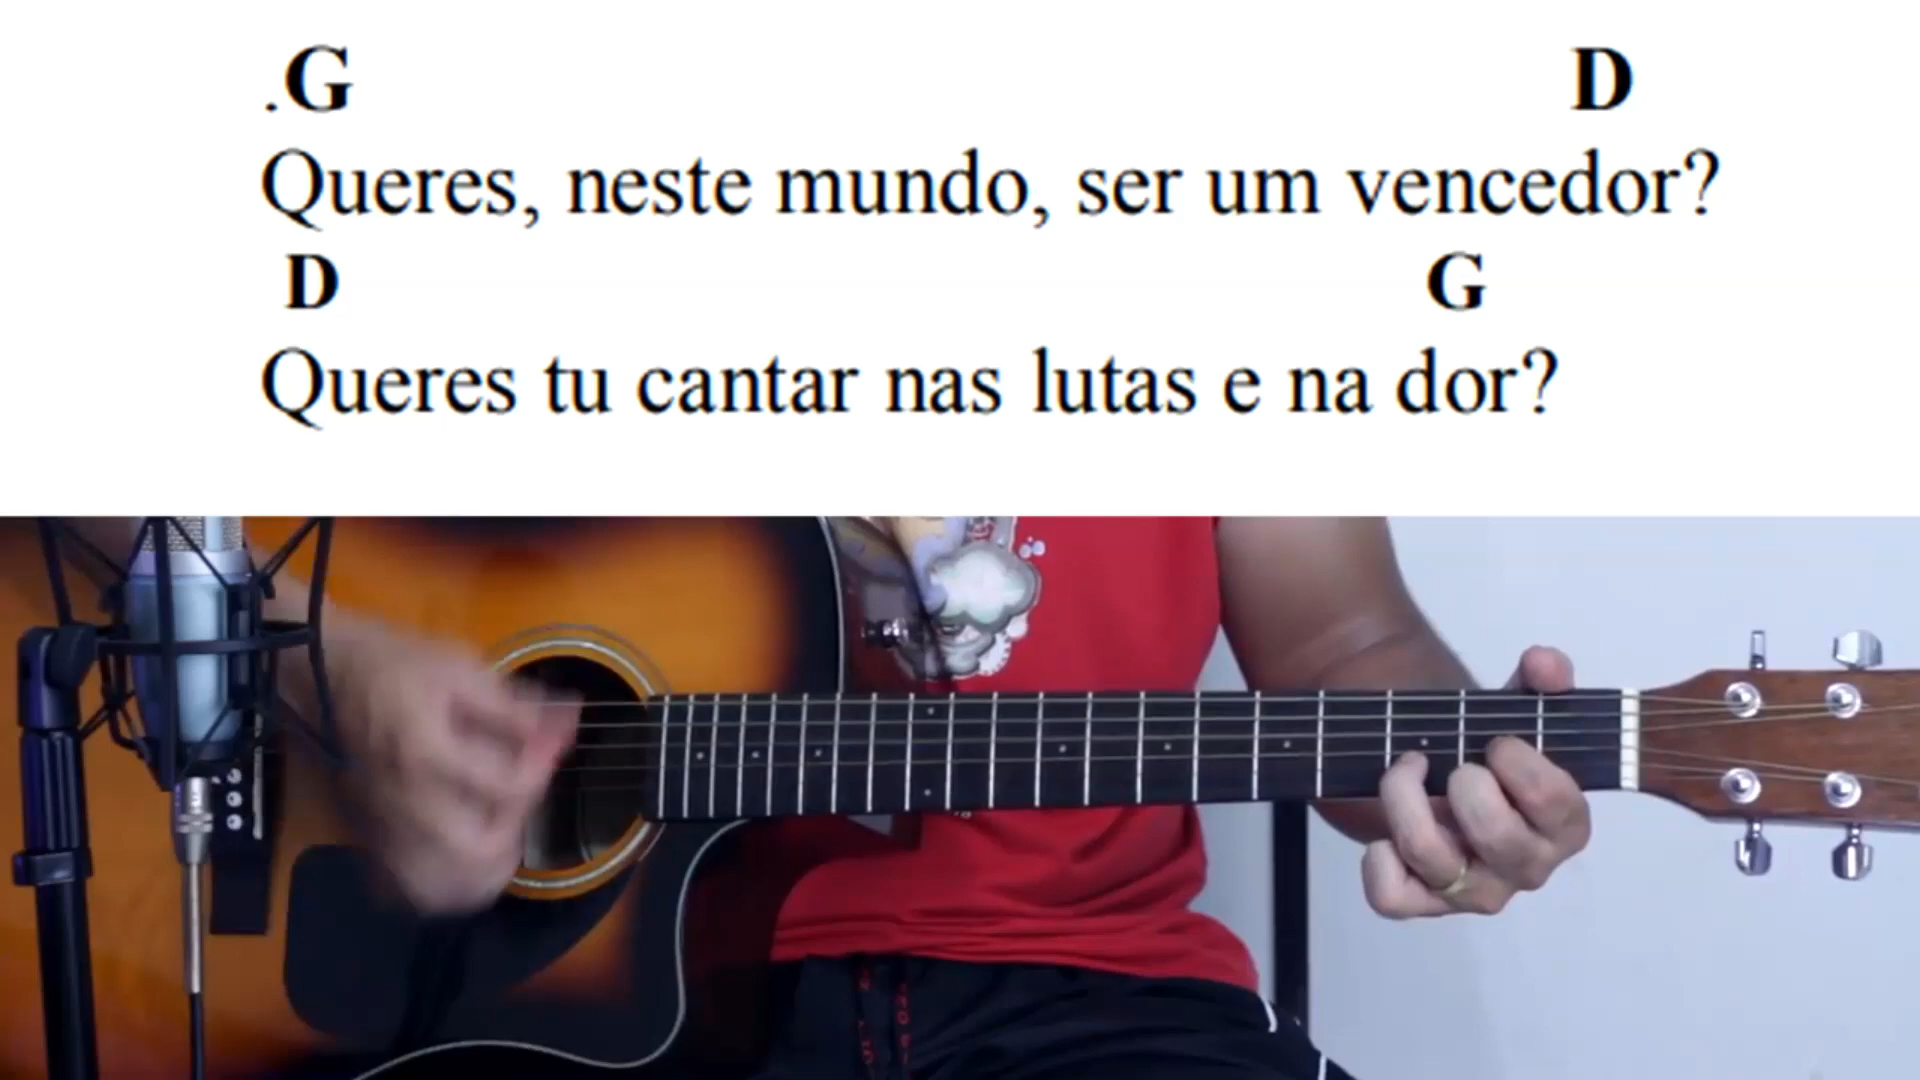 .G D
Queres, neste mundo, ser um vencedor?
D G
Queres tu cantar nas lutas e na dor?